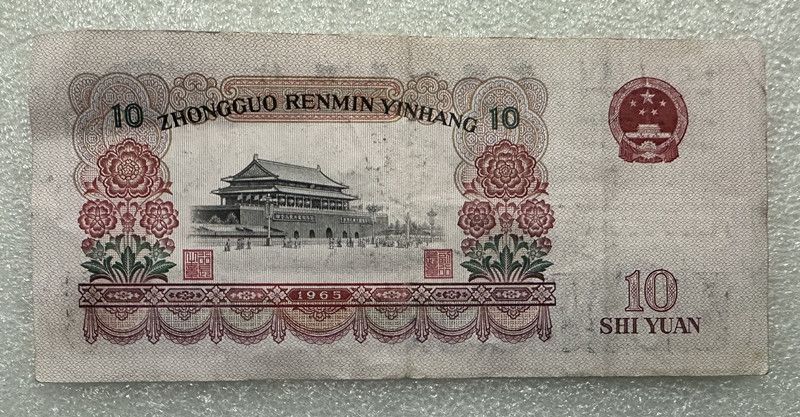 10 ZHONGGUO RENMIN YINHANG 10
1965
10
SHI YUAN